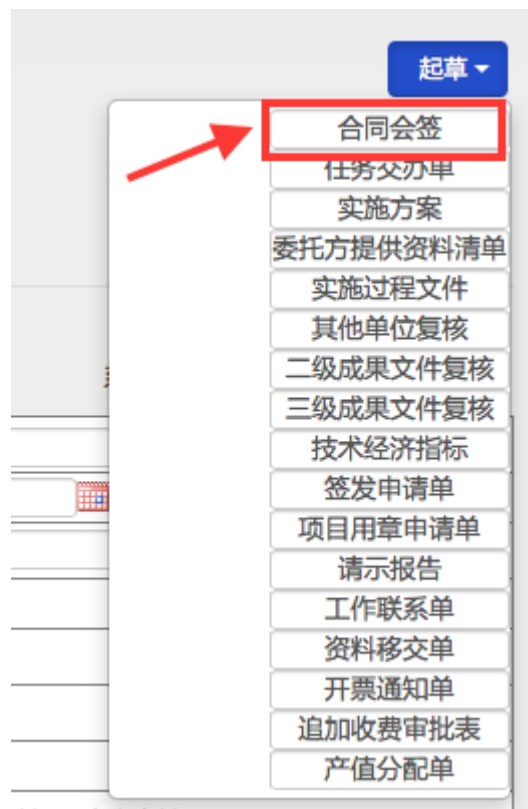 起草
合同会签
任务交办单
实施方案
委托方提供资料清单
实施过程文件
其他单位复核
二级成果文件复核
三级成果文件复核
技术经济指标
签发申请单
项目用章申请单
请示报告
工作联系单
资料移交单
开票通知单
追加收费审批表
产值分配单